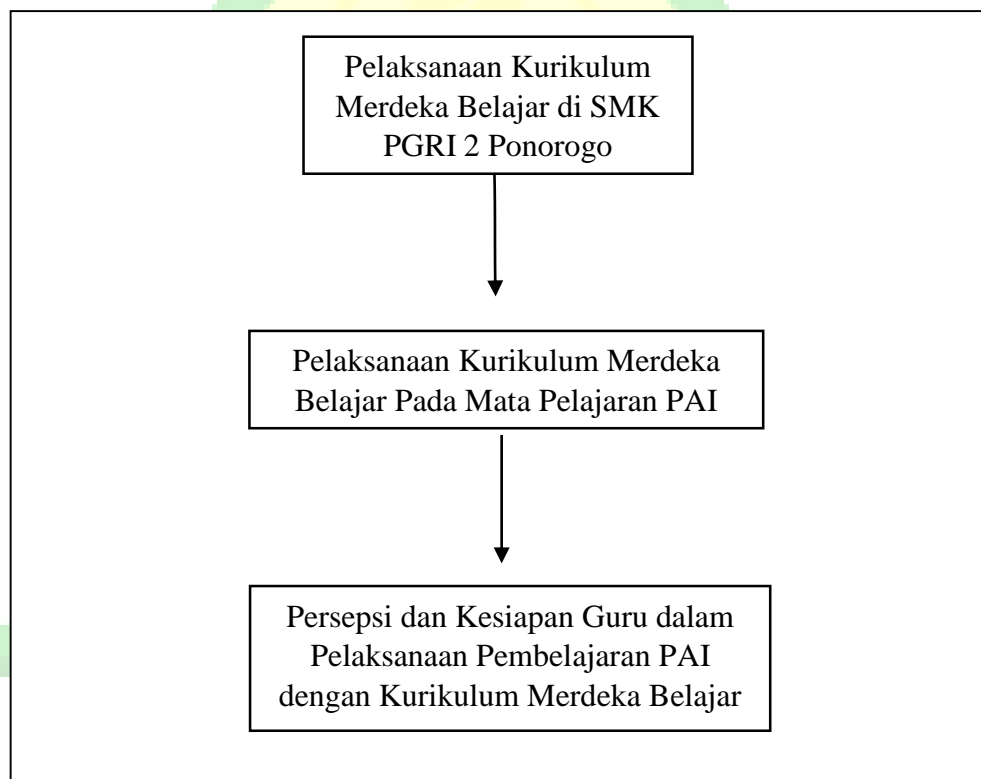 Pelaksanaan Kurikulum
Merdeka Belajar di SMK
PGRI 2 Ponorogo
Pelaksanaan Kurikulum Merdeka
Belajar Pada Mata Pelajaran PAI
Persepsi dan Kesiapan Guru dalam
Pelaksanaan Pembelajaran PAI
dengan Kurikulum Merdeka Belajar